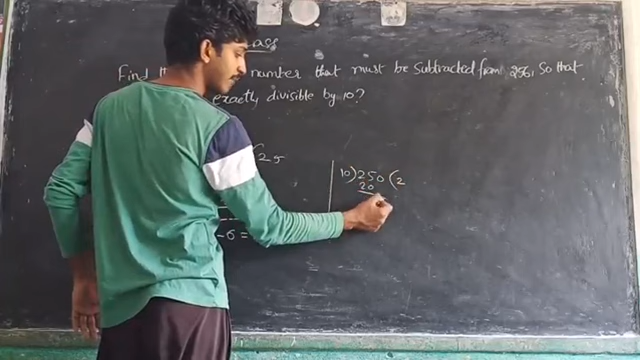 ass
Find number that must be subtracted from 256, so that
exactly divisible by 10?
25
10)250(2
20
-6=